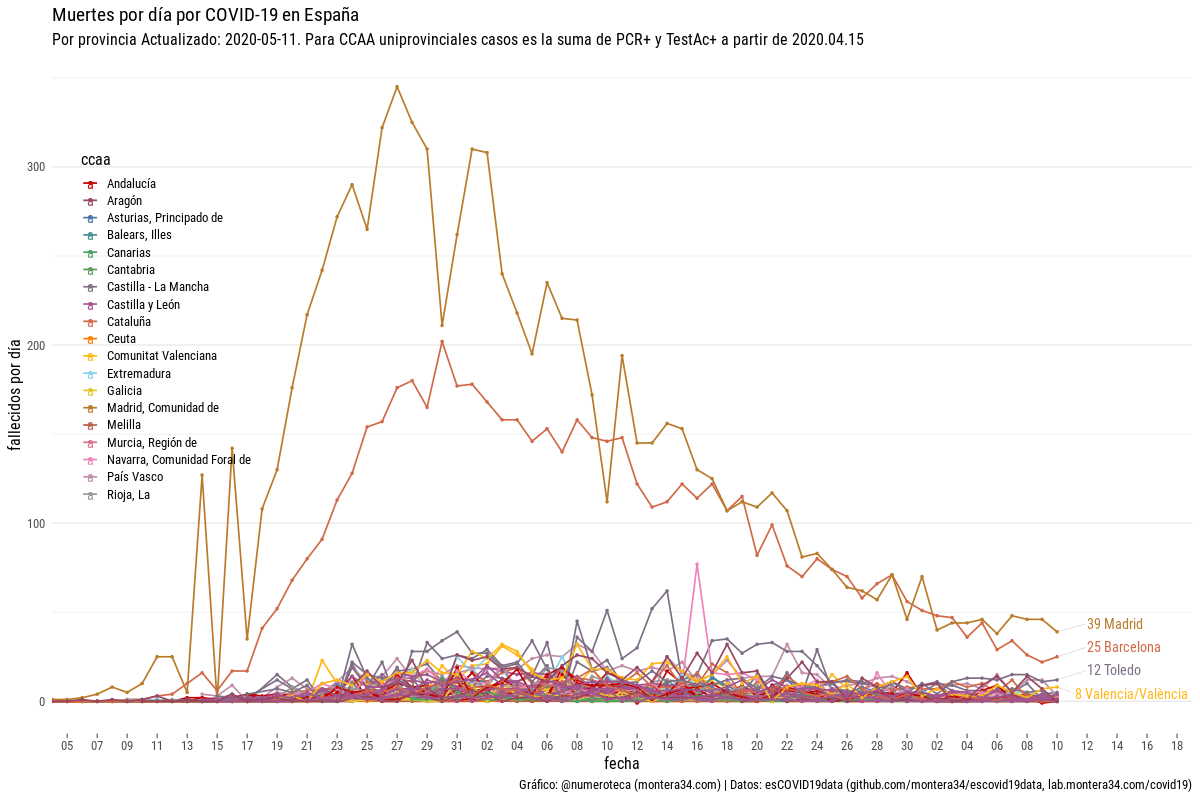 Muertes por día por COVID-19 en España
Por provincia Actualizado: 2020-05-11. Para CCAA uniprovinciales casos es la suma de PCR+ y TestAc+ a partir de 2020.04.15
fallecidos por día
300
200
100
0
ccaa
Andalucía
Aragón
Asturias, Principado de
Balears, Illes
Canarias
Cantabria
Castilla - La Mancha
Castilla y León
Cataluña
Ceuta
Comunitat Valenciana
Extremadura
Galicia
Madrid, Comunidad de
Melilla
Murcia, Región de
Navarra, Comunidad Foral de
País Vasco
Rioja, La
39 Madrid
25 Barcelona
12 Toledo
8 Valencia/València
05 07 09 11 13 15 17 19 21 23 25 27 29 31 02 04 06 08 10 12 14 16 18 20 22 24 26 28 30 02 04 06 08 10 12 14 16 18
fecha
Gráfico: @numeroteca (montera34.com) | Datos: esCOVID19data (github.com/montera34/escovid19data, lab.montera34.com/covid19)